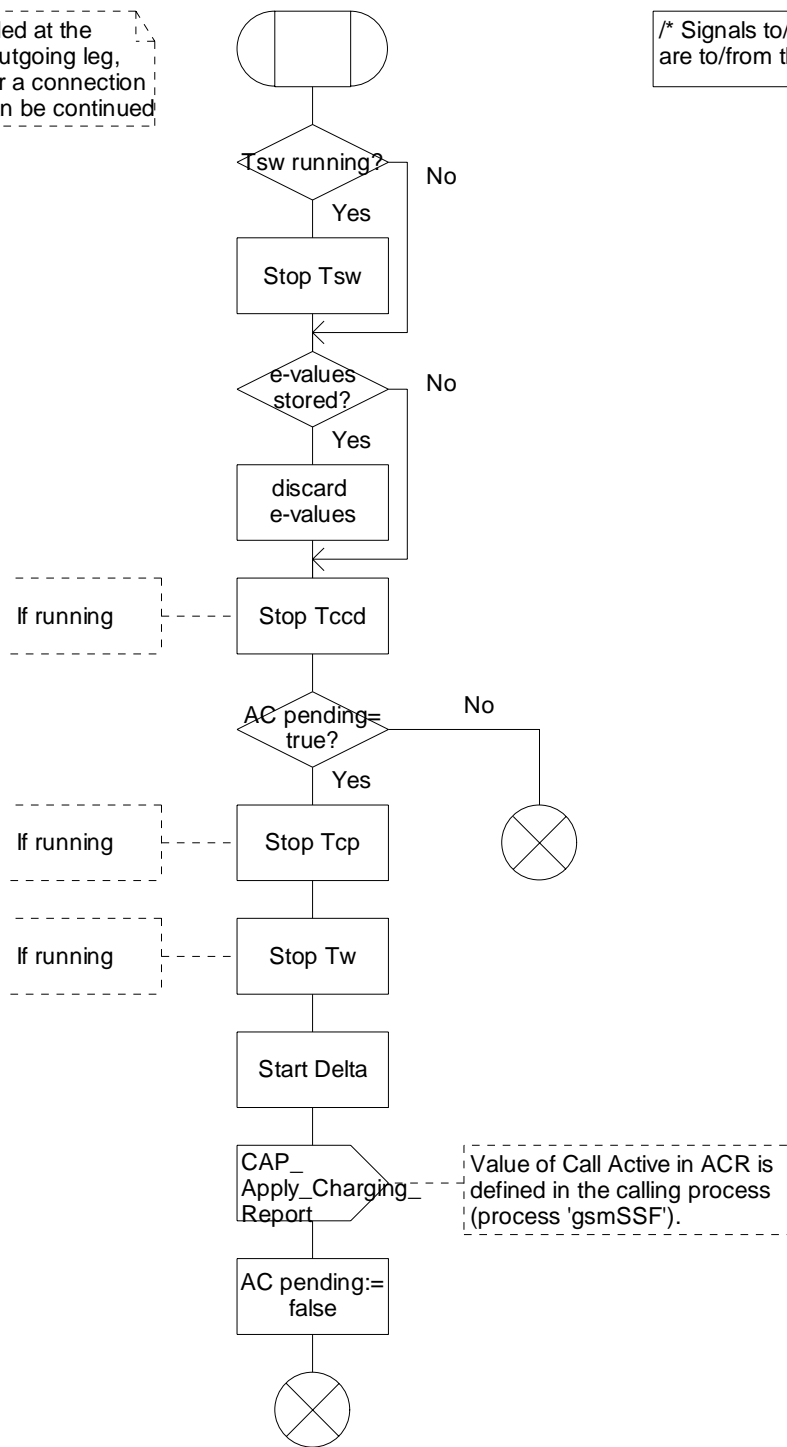 led at the
utgoing leg,
r a connection
n be continued
/* Signals to/
are to/from t
Tsw running?
No
Yes
Stop Tsw
e-values
stored?
No
Yes
discard
e-values
If running
Stop Tccd
AC pending=
true?
No
Yes
If running
Stop Tcp
If running
Stop Tw
Start Delta
CAP_
Apply_Charging_
Report
Value of Call Active in ACR is
defined in the calling process
(process 'gsmSSF').
AC pending:=
false